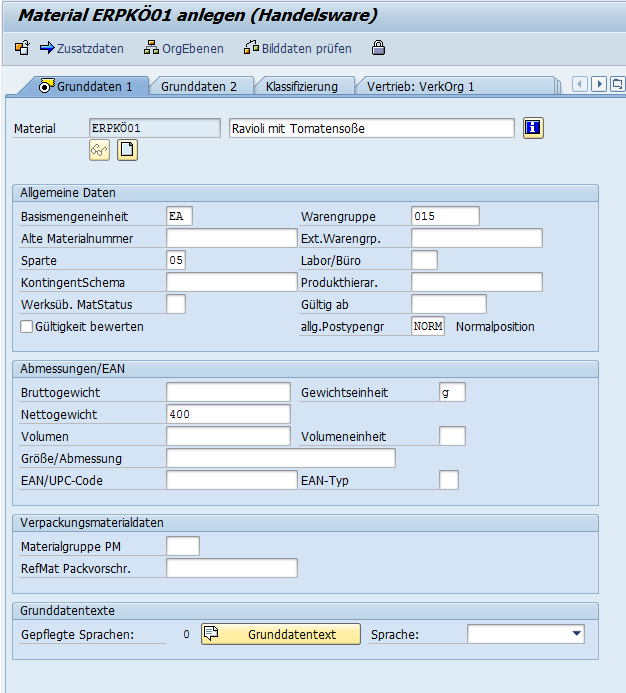 Material ERPKÖ01 anlegen (Handelsware)
Zusatzdaten OrgEbenen Bilddaten prüfen
Grunddaten 1 Grunddaten 2 Klassifizierung Vertrieb: VerkOrg 1
Material ERPKÖ01 Ravioli mit Tomatensoße
Allgemeine Daten
Basismengeneinheit EA Warengruppe 015
Alte Materialnummer Ext.Warengrp.
Sparte 05 Labor/Büro
KontingentSchema Produkthierar.
Werksüb. MatStatus Gültig ab
Gültigkeit bewerten allg.Postypengr NORM Normalposition
Abmessungen/EAN
Bruttogewicht Gewichtseinheit g
Nettogewicht 400
Volumen Volumeneinheit
Größe/Abmessung
EAN/UPC-Code EAN-Typ
Verpackungsmaterialdaten
Materialgruppe PM
RefMat Packvorschr.
Grunddatentexte
Gepflegte Sprachen: 0 Grunddatentext Sprache: